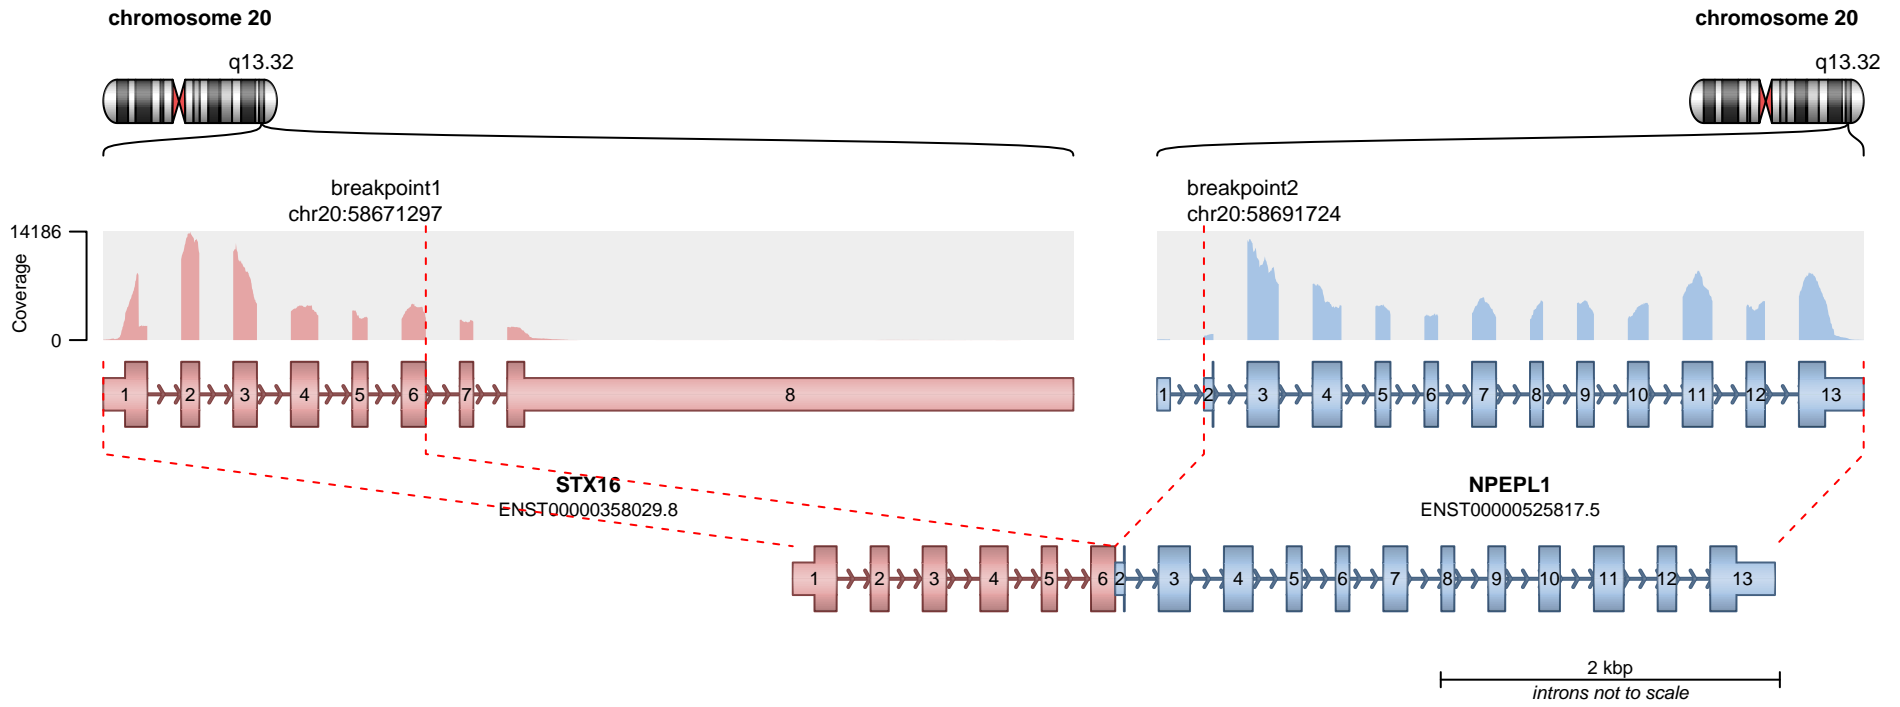 chromosome 20
chromosome 20
q13.32
q13.32
breakpoint1
chr20:58671297
breakpoint2
chr20:58691724
14186
Coverage
0
1 2 3 4 5 6 7 8
1 2 3 4 5 6 7 8 9 10 11 12 13
STX16
ENST00000358029.8
NPEPL1
ENST00000525817.5
1 2 3 4 5 6 2 3 4 5 6 7 8 9 10 11 12 13
2 kbp
introns not to scale